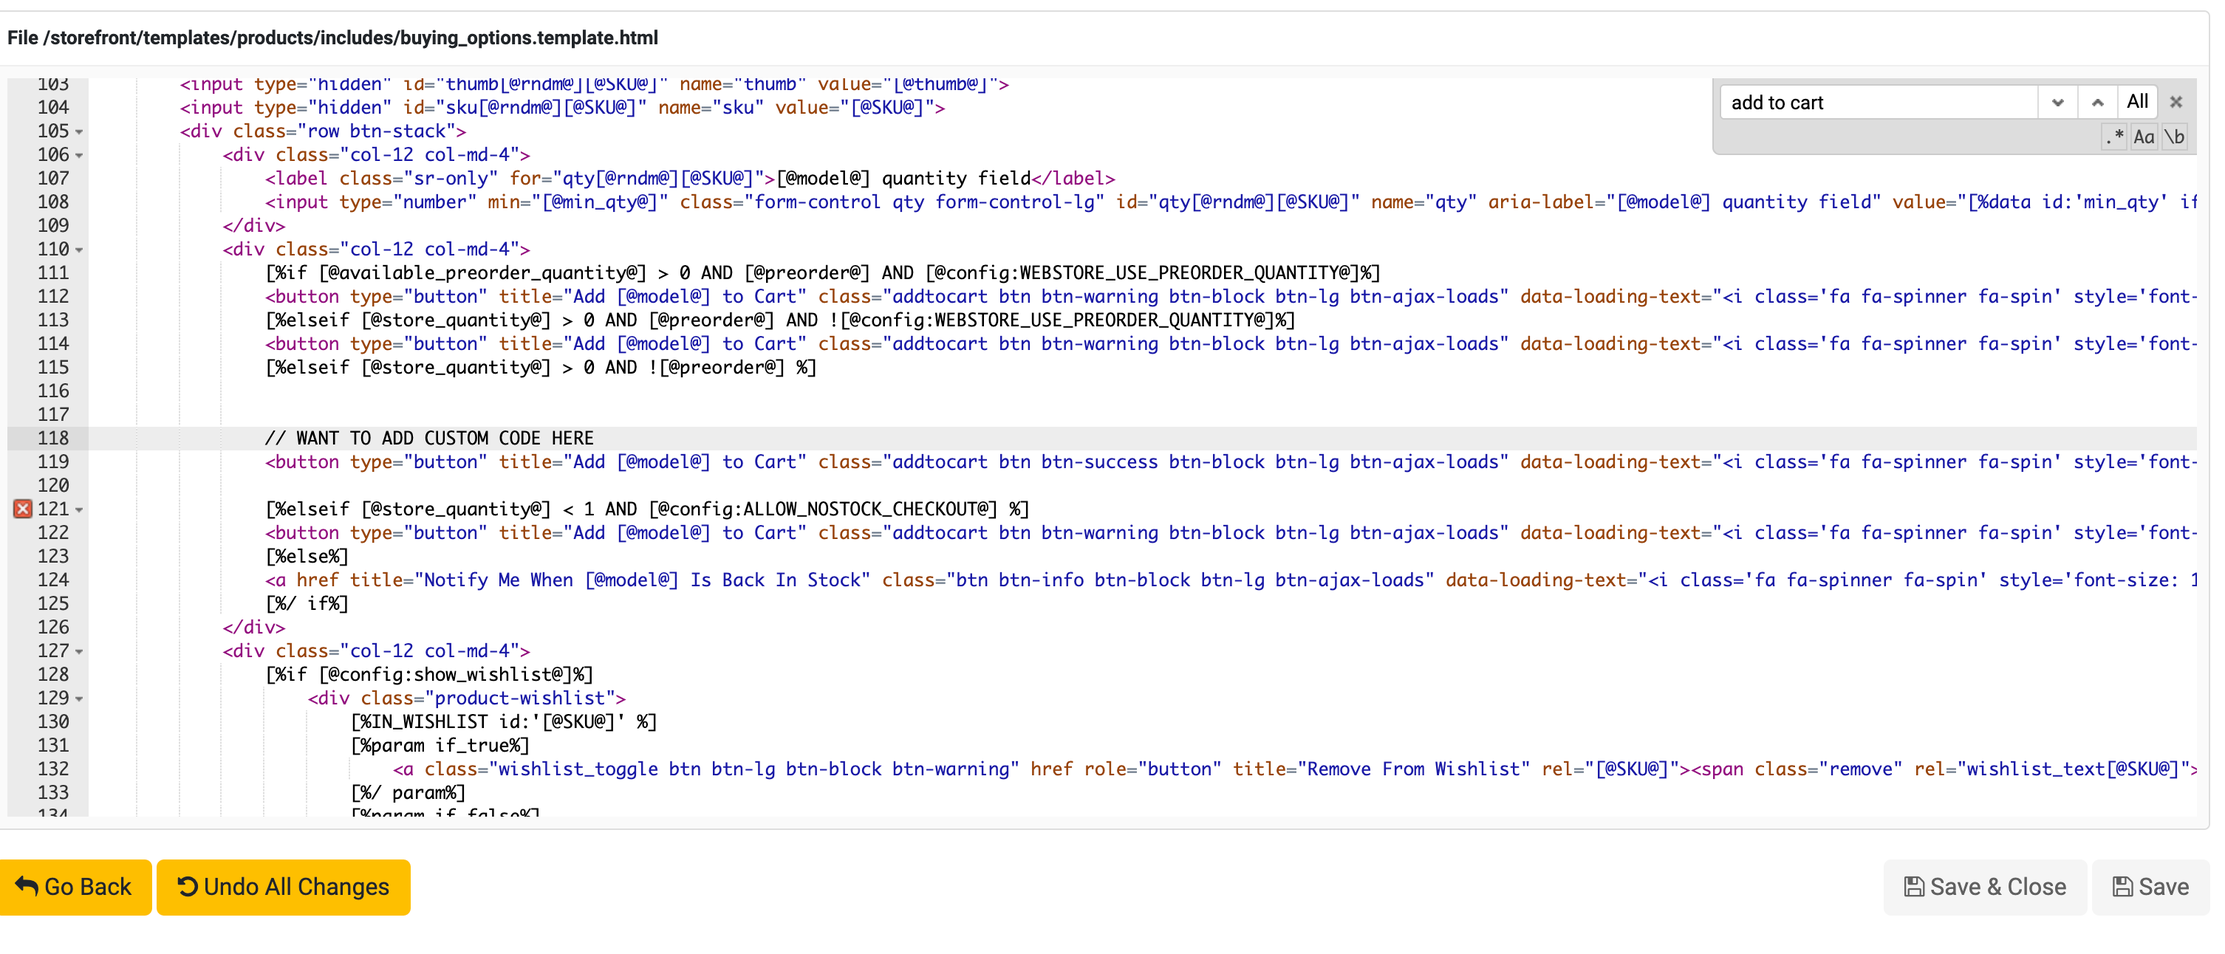 File /storefront/templates/products/includes/buying_options.template.html
103 <input type="hidden" id="thumb[@rndm@][@SKU@]" name="thumb" value="[@thumb@]">
104 <input type="hidden" id="sku[@rndm@][@SKU@]" name="sku" value="[@SKU@]">
add to cart All
.* Aa \b
105 <div class="row btn-stack">
106 <div class="col-12 col-md-4">
107 <label class="sr-only" for="qty[@rndm@][@SKU@]">[@model@] quantity field</label>
108 <input type="number" min="[@min_qty@]" class="form-control qty form-control-lg" id="qty[@rndm@][@SKU@]" name="qty" aria-label="[@model@] quantity field" value="[%data id:'min_qty' if
109 </div>
110 <div class="col-12 col-md-4">
111 [%if [@available_preorder_quantity@] > 0 AND [@preorder@] AND [@config:WEBSTORE_USE_PREORDER_QUANTITY@]%]
112 <button type="button" title="Add [@model@] to Cart" class="addtocart btn btn-warning btn-block btn-lg btn-ajax-loads" data-loading-text="<i class='fa fa-spinner fa-spin' style='font-
113 [%elseif [@store_quantity@] > 0 AND [@preorder@] AND ![@config:WEBSTORE_USE_PREORDER_QUANTITY@]%]
114 <button type="button" title="Add [@model@] to Cart" class="addtocart btn btn-warning btn-block btn-lg btn-ajax-loads" data-loading-text="<i class='fa fa-spinner fa-spin' style='font-
115 [%elseif [@store_quantity@] > 0 AND ![@preorder@] %]
116
117
118 // WANT TO ADD CUSTOM CODE HERE
119 <button type="button" title="Add [@model@] to Cart" class="addtocart btn btn-success btn-block btn-lg btn-ajax-loads" data-loading-text="<i class='fa fa-spinner fa-spin' style='font-
120
121 [%elseif [@store_quantity@] < 1 AND [@config:ALLOW_NOSTOCK_CHECKOUT@] %]
122 <button type="button" title="Add [@model@] to Cart" class="addtocart btn btn-warning btn-block btn-lg btn-ajax-loads" data-loading-text="<i class='fa fa-spinner fa-spin' style='font-
123 [%else%]
124 <a href title="Notify Me When [@model@] Is Back In Stock" class="btn btn-info btn-block btn-lg btn-ajax-loads" data-loading-text="<i class='fa fa-spinner fa-spin' style='font-size: 1
125 [%/ if%]
126 </div>
127 <div class="col-12 col-md-4">
128 [%if [@config:show_wishlist@]%]
129 <div class="product-wishlist">
130 [%IN_WISHLIST id:'[@SKU@]' %]
131 [%param if_true%]
132 <a class="wishlist_toggle btn btn-lg btn-block btn-warning" href role="button" title="Remove From Wishlist" rel="[@SKU@]"><span class="remove" rel="wishlist_text[@SKU@]">
133 [%/ param%]
134 [%param if_false%]
Go Back Undo All Changes Save & Close Save